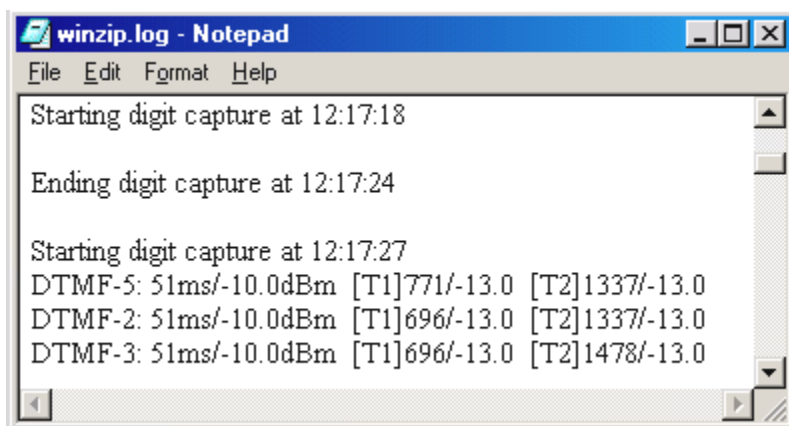 winzip.log - Notepad
File Edit Format Help
Starting digit capture at 12:17:18
Ending digit capture at 12:17:24
Starting digit capture at 12:17:27
DTMF-5: 51ms/-10.0dBm [T1]771/-13.0 [T2]1337/-13.0
DTMF-2: 51ms/-10.0dBm [T1]696/-13.0 [T2]1337/-13.0
DTMF-3: 51ms/-10.0dBm [T1]696/-13.0 [T2]1478/-13.0